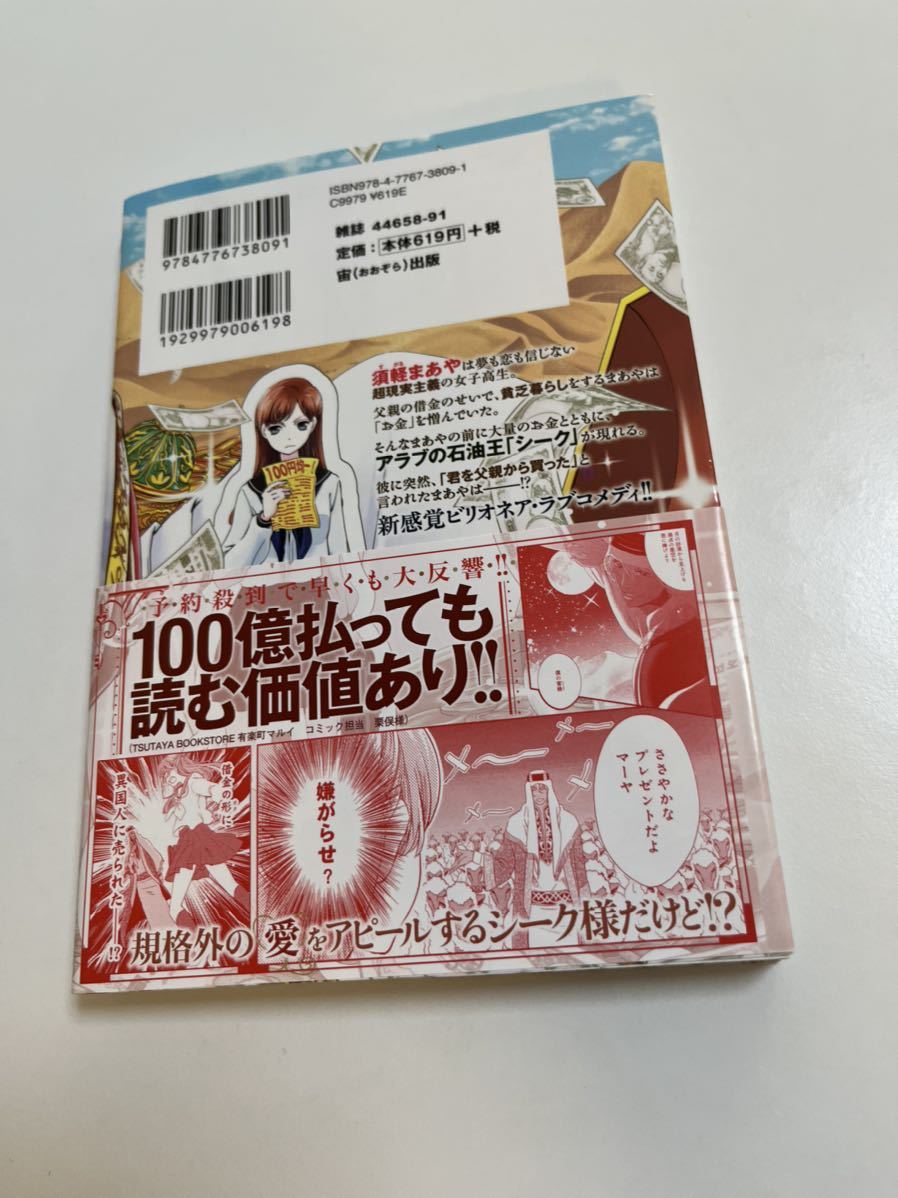 ISBN978-4-7767-3809-1
C9979 ¥619E
9784776738091
雑誌 44658-91
定価：本体619円＋税
宙(おおぞら)出版
1929979006198
須軽まあやは夢も恋も信じない
超現実主義の女子高生。
父親の借金のせいで、貧乏暮らしをするまあやは
「お金」を憎んでいた。
そんなまあやの前に大量のお金とともに、
アラブの石油王「シーク」が現れる。
彼に突然、「君を父親から買った」と
言われたまあやは――!?
新感覚ビリオネア・ラブコメディ!!
100円均一
予・約・殺・到・で・早・く・も・大・反・響・!!
100億払っても
読む価値あり!!
(TSUTAYA BOOKSTORE 有楽町マルイ コミック担当 栗俣様)
ささやかな
プレゼントだよ
マーヤ
嫌がらせ？
借金の形に
異国人に売られた――!?
規格外の愛をアピールするシーク様だけど!?